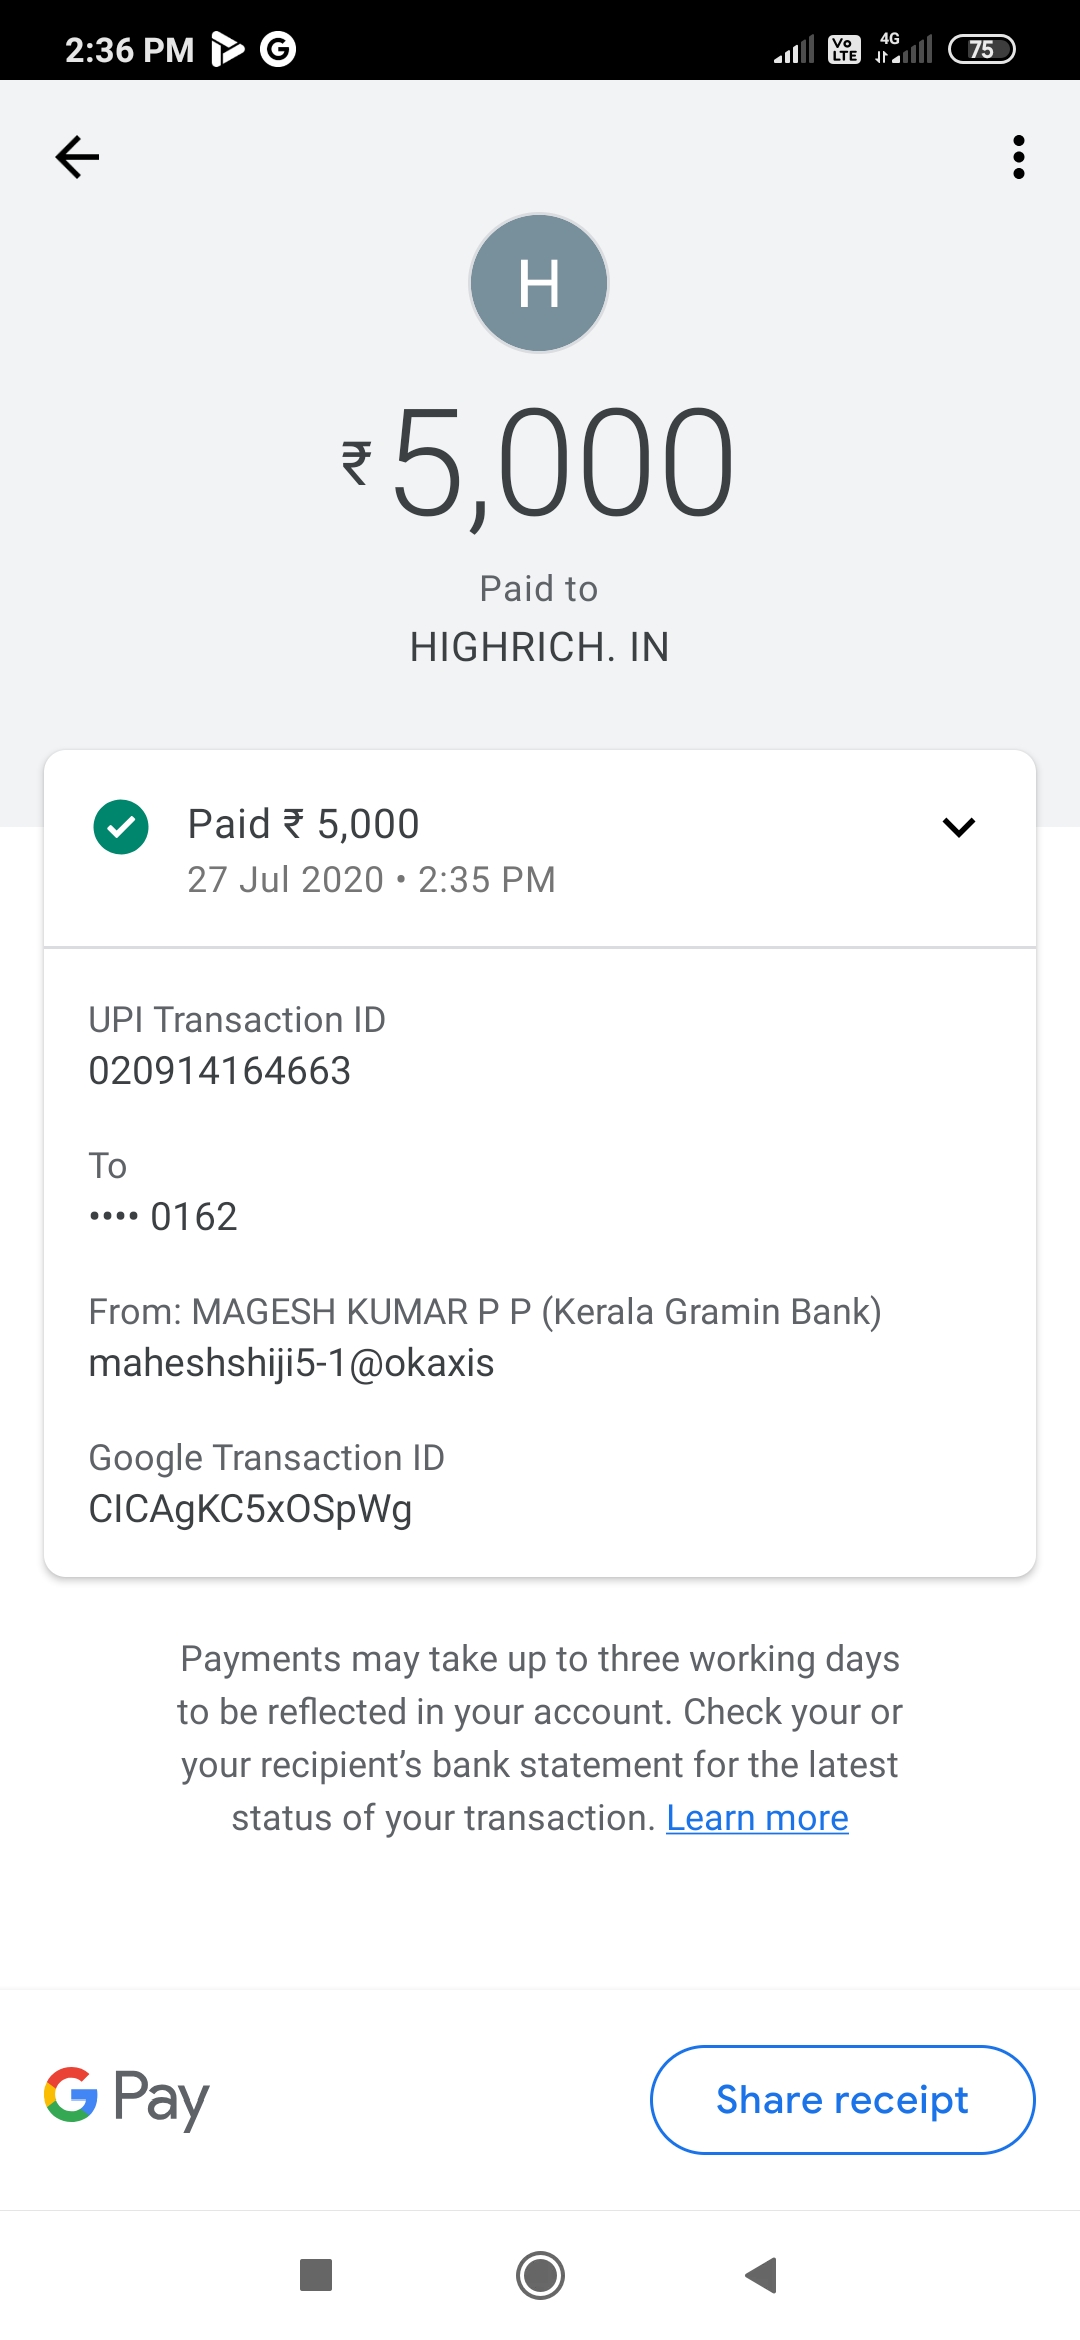 2:36 PM
Vo LTE 4G 75
H
₹5,000
Paid to
HIGHRICH. IN
Paid ₹ 5,000
27 Jul 2020 • 2:35 PM
UPI Transaction ID
020914164663
To
•••• 0162
From: MAGESH KUMAR P P (Kerala Gramin Bank)
maheshshiji5-1@okaxis
Google Transaction ID
CICAgKC5xOSpWg
Payments may take up to three working days
to be reflected in your account. Check your or
your recipient’s bank statement for the latest
status of your transaction. Learn more
G Pay
Share receipt